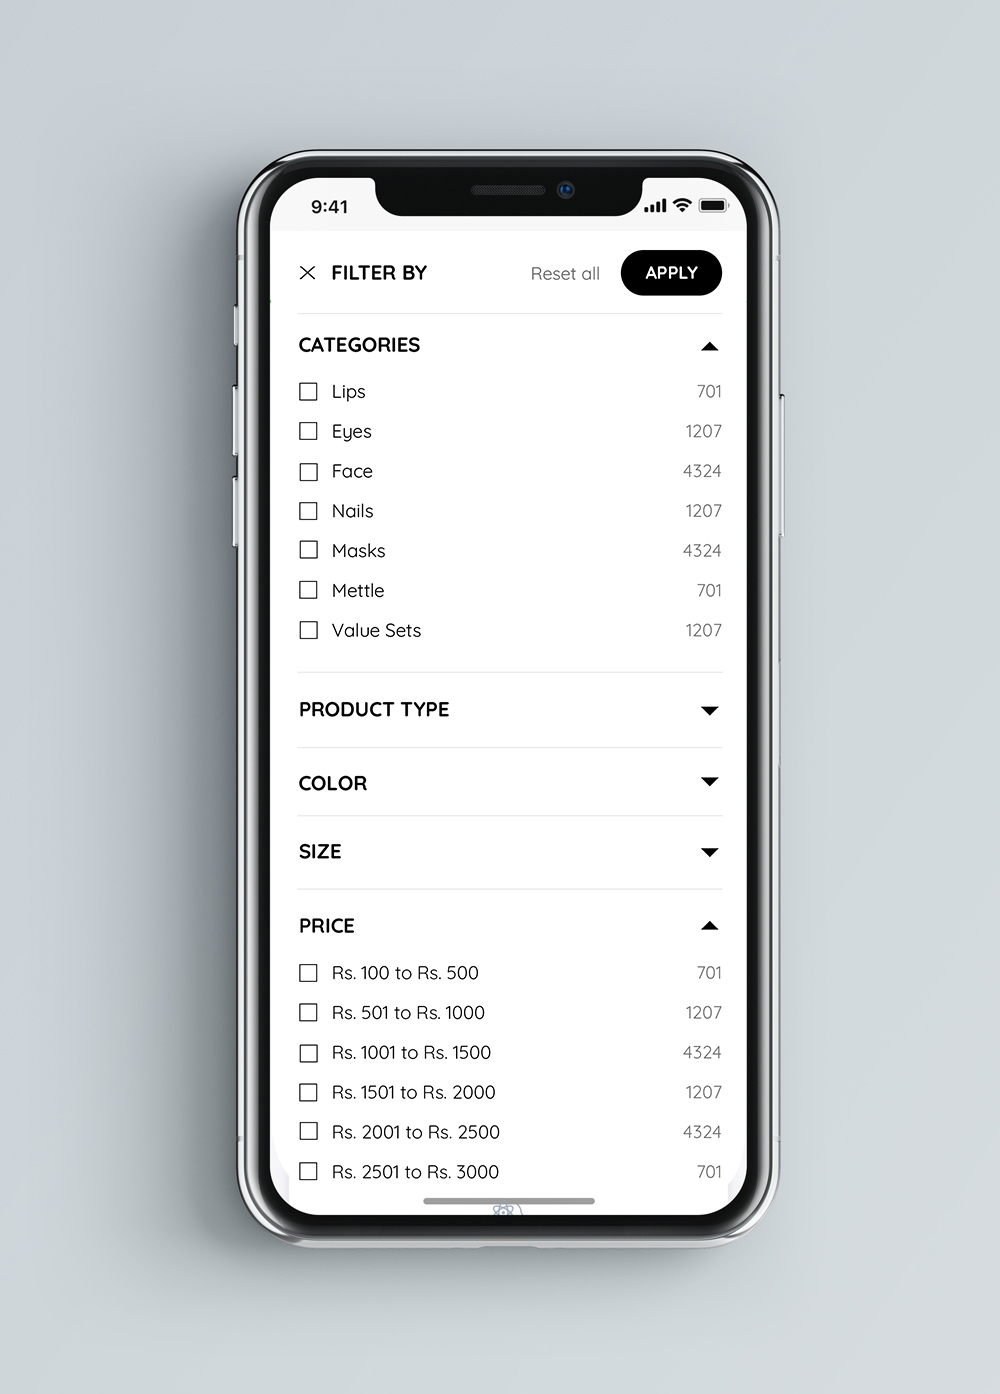 9:41
FILTER BY Reset all APPLY
CATEGORIES
Lips 701
Eyes 1207
Face 4324
Nails 1207
Masks 4324
Mettle 701
Value Sets 1207
PRODUCT TYPE
COLOR
SIZE
PRICE
Rs. 100 to Rs. 500 701
Rs. 501 to Rs. 1000 1207
Rs. 1001 to Rs. 1500 4324
Rs. 1501 to Rs. 2000 1207
Rs. 2001 to Rs. 2500 4324
Rs. 2501 to Rs. 3000 701